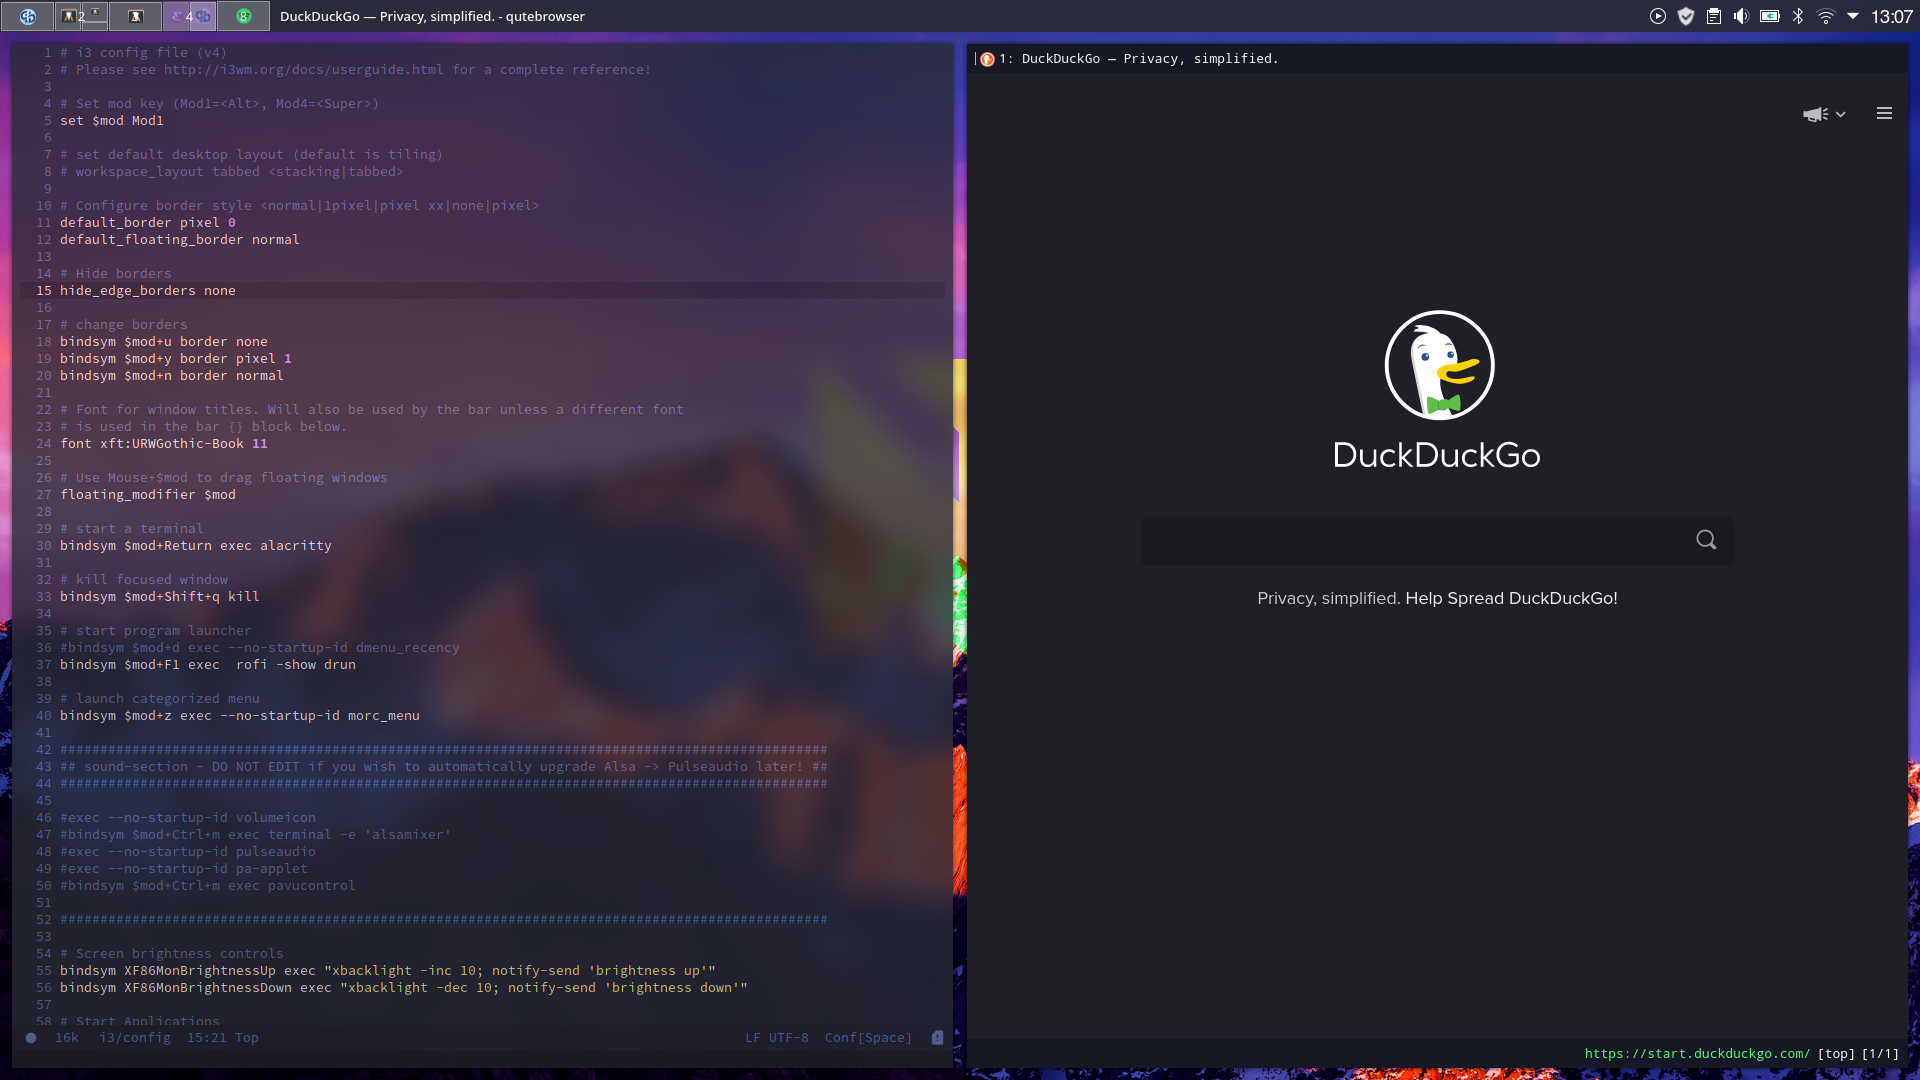 2
4
DuckDuckGo — Privacy, simplified. - qutebrowser
13:07
1 # i3 config file (v4)
2 # Please see http://i3wm.org/docs/userguide.html for a complete reference!
3
4 # Set mod key (Mod1=<Alt>, Mod4=<Super>)
5 set $mod Mod1
6
7 # set default desktop layout (default is tiling)
8 # workspace_layout tabbed <stacking|tabbed>
9
10 # Configure border style <normal|1pixel|pixel xx|none|pixel>
11 default_border pixel 0
12 default_floating_border normal
13
14 # Hide borders
15 hide_edge_borders none
16
17 # change borders
18 bindsym $mod+u border none
19 bindsym $mod+y border pixel 1
20 bindsym $mod+n border normal
21
22 # Font for window titles. Will also be used by the bar unless a different font
23 # is used in the bar {} block below.
24 font xft:URWGothic-Book 11
25
26 # Use Mouse+$mod to drag floating windows
27 floating_modifier $mod
28
29 # start a terminal
30 bindsym $mod+Return exec alacritty
31
32 # kill focused window
33 bindsym $mod+Shift+q kill
34
35 # start program launcher
36 #bindsym $mod+d exec --no-startup-id dmenu_recency
37 bindsym $mod+F1 exec  rofi -show drun
38
39 # launch categorized menu
40 bindsym $mod+z exec --no-startup-id morc_menu
41
42 ################################################################################################
43 ## sound-section - DO NOT EDIT if you wish to automatically upgrade Alsa -> Pulseaudio later! ##
44 ################################################################################################
45
46 #exec --no-startup-id volumeicon
47 #bindsym $mod+Ctrl+m exec terminal -e 'alsamixer'
48 #exec --no-startup-id pulseaudio
49 #exec --no-startup-id pa-applet
50 #bindsym $mod+Ctrl+m exec pavucontrol
51
52 ################################################################################################
53
54 # Screen brightness controls
55 bindsym XF86MonBrightnessUp exec "xbacklight -inc 10; notify-send 'brightness up'"
56 bindsym XF86MonBrightnessDown exec "xbacklight -dec 10; notify-send 'brightness down'"
57
58 # Start Applications
16k i3/config 15:21 Top LF UTF-8 Conf[Space]
1: DuckDuckGo — Privacy, simplified.
DuckDuckGo
Privacy, simplified. Help Spread DuckDuckGo!
https://start.duckduckgo.com/ [top] [1/1]